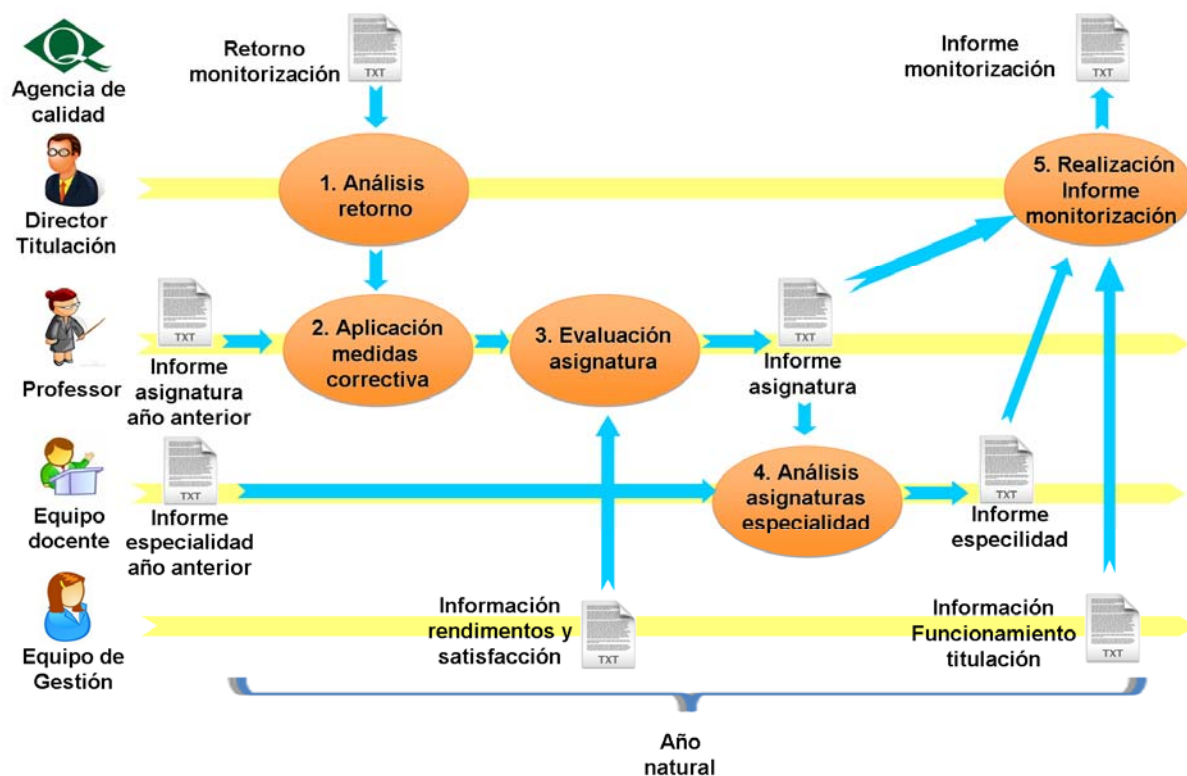 Q
Agencia de
calidad
Retorno
monitorización
TXT
Informe
monitorización
TXT
Director
Titulación
1. Análisis
retorno
5. Realización
Informe
monitorización
Professor
TXT
Informe
asignatura
año anterior
2. Aplicación
medidas
correctiva
3. Evaluación
asignatura
TXT
Informe
asignatura
Equipo
docente
TXT
Informe
especialidad
año anterior
4. Análisis
asignaturas
especialidad
TXT
Informe
especilidad
Equipo de
Gestión
Información
rendimentos y
satisfacción
TXT
Información
Funcionamiento
titulación
TXT
Año
natural